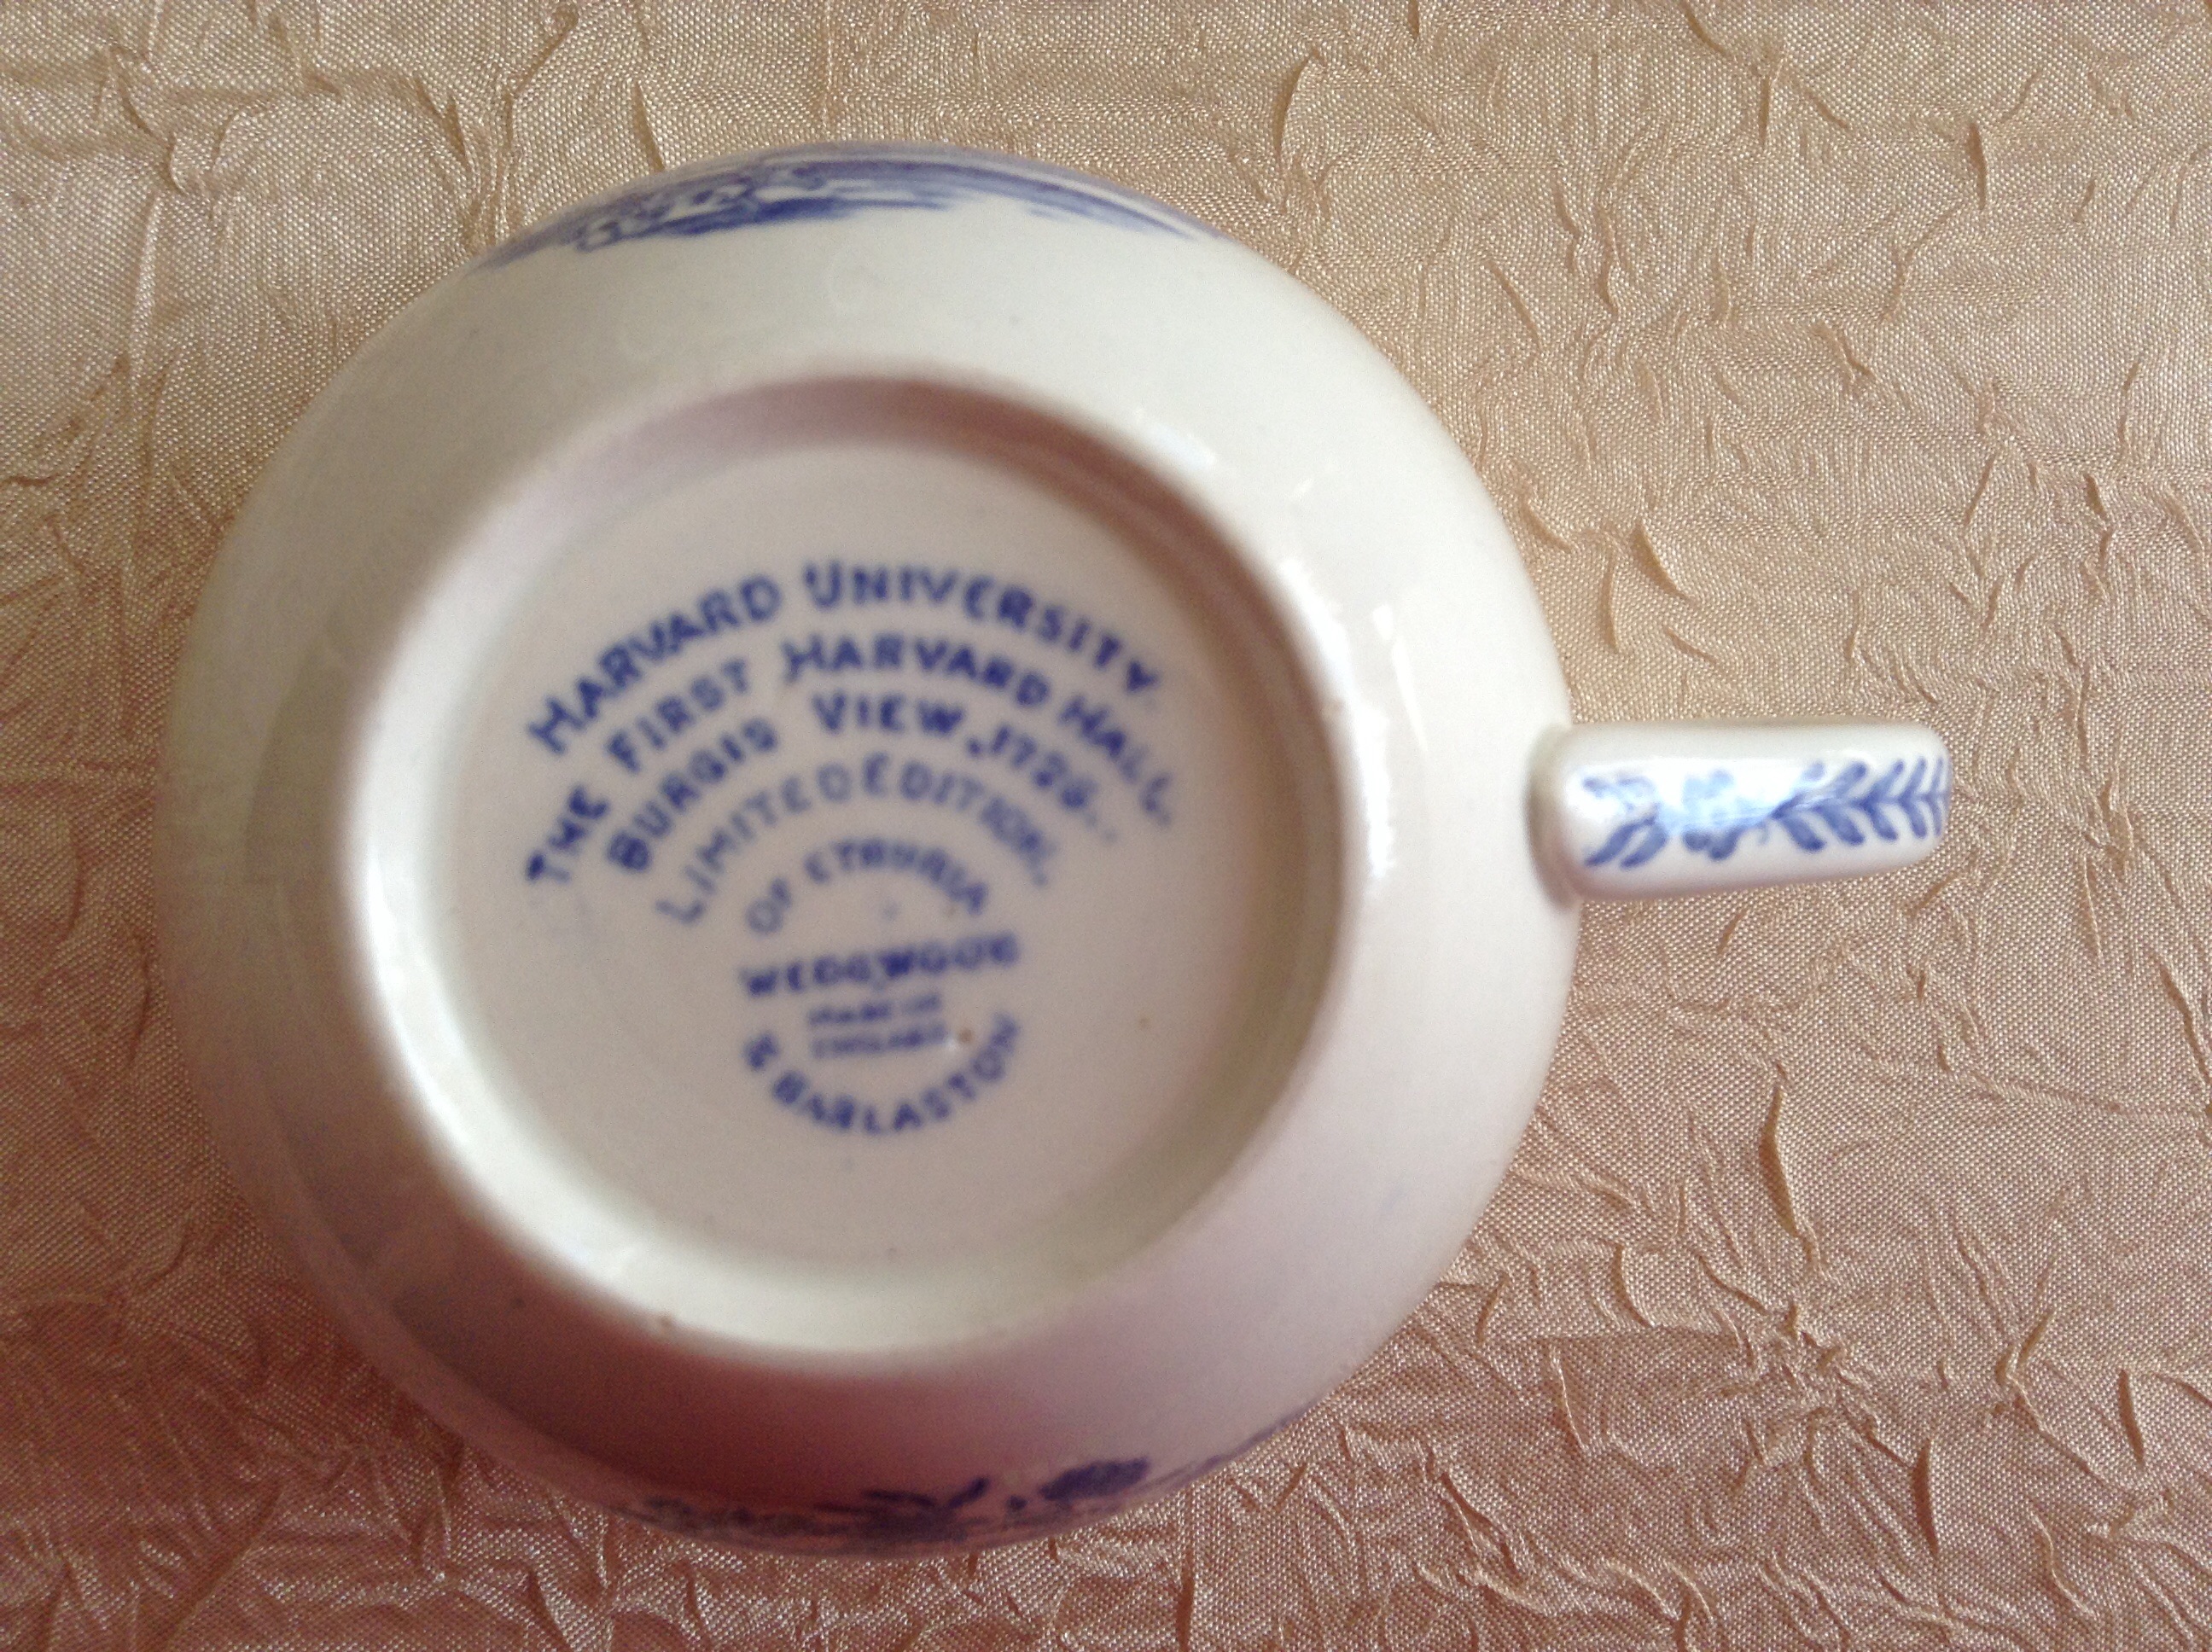 HARVARD UNIVERSITY.
THE FIRST HARVARD HALL.
BURGIS VIEW, 1726.
LIMITED EDITION.
OF ETRURIA
WEDGWOOD
MADE IN
ENGLAND
& BARLASTON